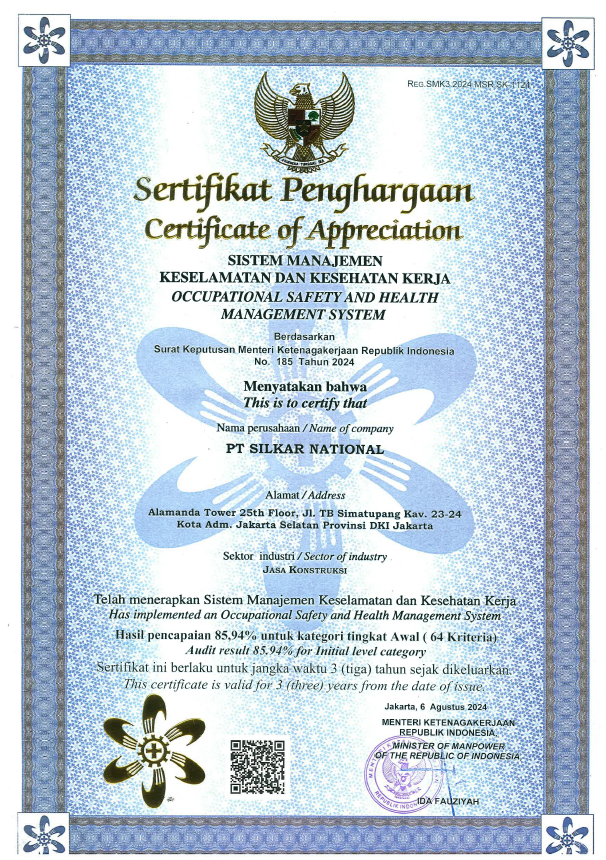 REG.SMK3.2024.MSR.SK.1124
Sertifikat Penghargaan
Certificate of Appreciation
SISTEM MANAJEMEN
KESELAMATAN DAN KESEHATAN KERJA
OCCUPATIONAL SAFETY AND HEALTH
MANAGEMENT SYSTEM
Berdasarkan
Surat Keputusan Menteri Ketenagakerjaan Republik Indonesia
No. 185 Tahun 2024
Menyatakan bahwa
This is to certify that
Nama perusahaan / Name of company
PT SILKAR NATIONAL
Alamat / Address
Alamanda Tower 25th Floor, Jl. TB Simatupang Kav. 23-24
Kota Adm. Jakarta Selatan Provinsi DKI Jakarta
Sektor industri / Sector of industry
JASA KONSTRUKSI
Telah menerapkan Sistem Manajemen Keselamatan dan Kesehatan Kerja
Has implemented an Occupational Safety and Health Management System
Hasil pencapaian 85,94% untuk kategori tingkat Awal ( 64 Kriteria)
Audit result 85.94% for Initial level category
Sertifikat ini berlaku untuk jangka waktu 3 (tiga) tahun sejak dikeluarkan.
This certificate is valid for 3 (three) years from the date of issue.
Jakarta, 6 Agustus 2024
MENTERI KETENAGAKERJAAN
REPUBLIK INDONESIA,
MINISTER OF MANPOWER
OF THE REPUBLIC OF INDONESIA,
IDA FAUZIYAH